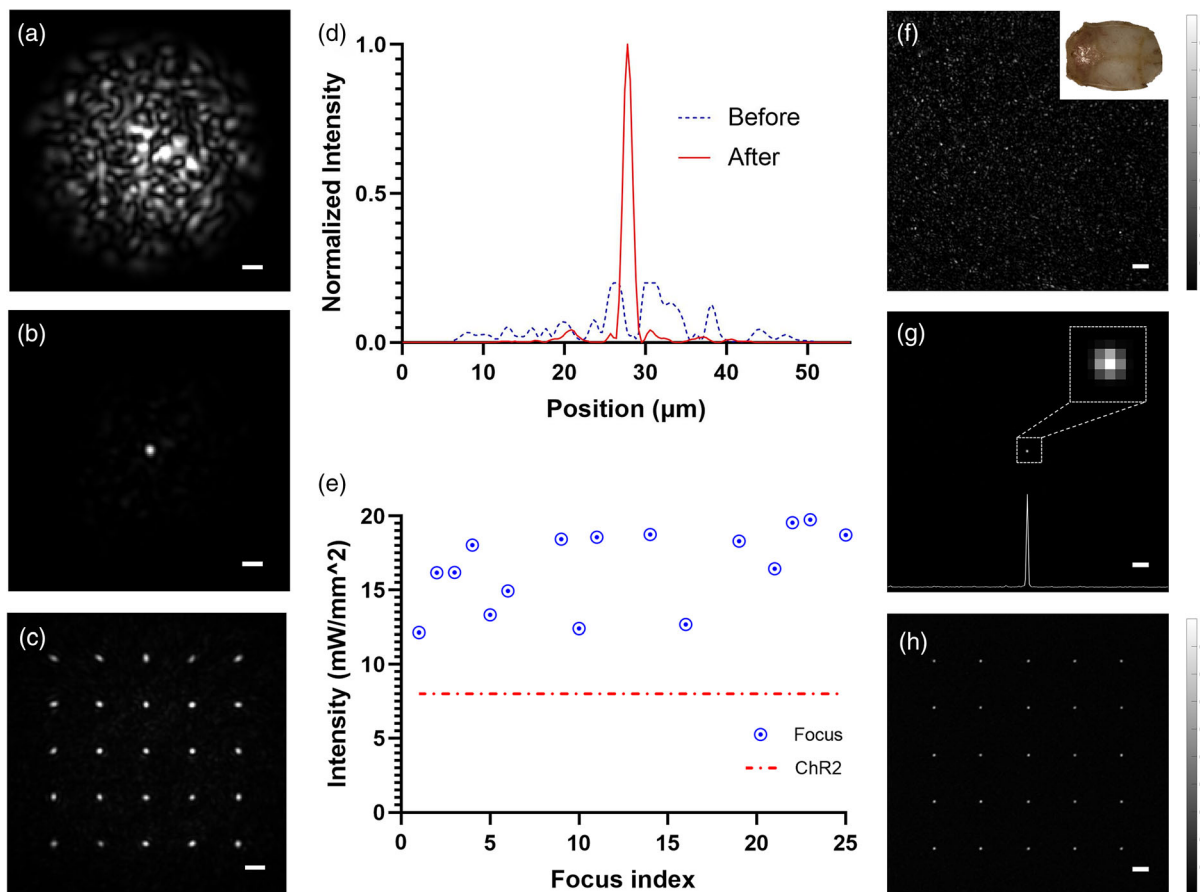 (a)
(b)
(c)
(d)
Normalized Intensity
1.0
0.5
0.0
0
10
20
30
40
50
Position (µm)
Before
After
(e)
Intensity (mW/mm^2)
20
15
10
5
0
0
5
10
15
20
25
Focus index
Focus
ChR2
(f)
(g)
(h)